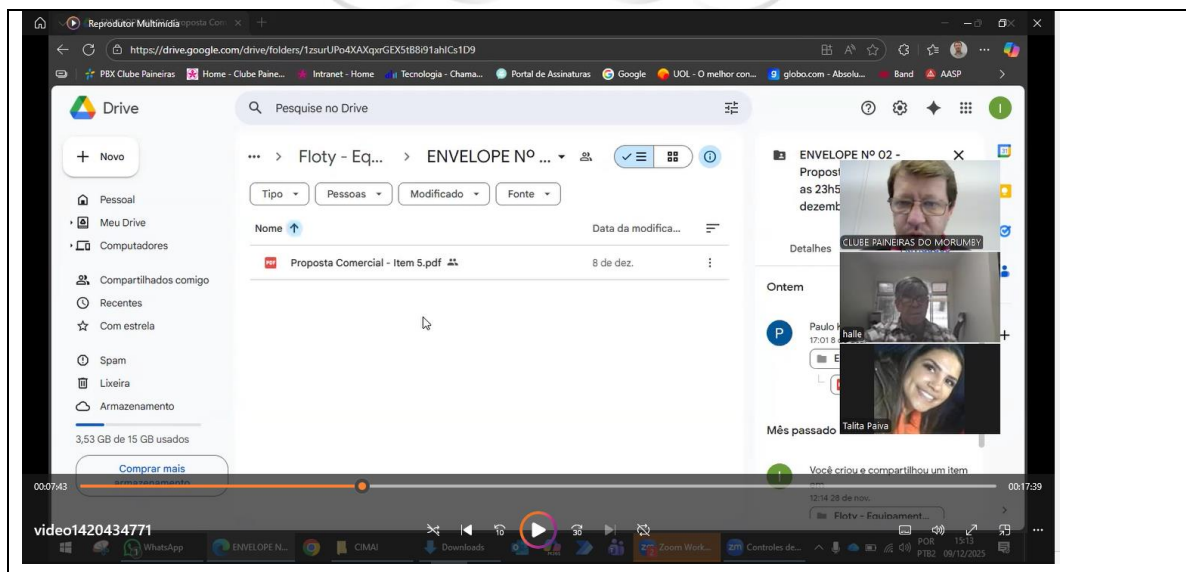 Reprodutor Multimídia
https://drive.google.com/drive/folders/1zsurUPo4XAXqxrGEX5tB8i91ahICs1D9
PBX Clube Paineiras
Home - Clube Paine...
Intranet - Home
Tecnologia - Chama...
Portal de Assinaturas
Google
UOL - O melhor con...
globo.com - Absolu...
Band
AASP
Drive
Pesquise no Drive
Novo
Pessoal
Meu Drive
Computadores
Compartilhados comigo
Recentes
Com estrela
Spam
Lixeira
Armazenamento
3,53 GB de 15 GB usados
Comprar mais
armazenamento
... > Floty - Eq... > ENVELOPE Nº ...
Tipo
Pessoas
Modificado
Fonte
Nome
Data da modifica...
PDF
Proposta Comercial - Item 5.pdf
8 de dez.
ENVELOPE Nº 02 -
Propost
as 23h5
dezemb
Detalhes
Ontem
P
Paulo
17:01 8
E
Mês passado
I
Você criou e compartilhou um item
em
12:14 28 de nov.
Floty - Equipament...
CLUBE PAINEIRAS DO MORUMBY
halle
Talita Paiva
00:07:43
00:17:39
video1420434771
10
30
WhatsApp
ENVELOPE N...
CIMAI
Downloads
Zoom Work...
Controles de...
POR
PTB2
15:13
09/12/2025